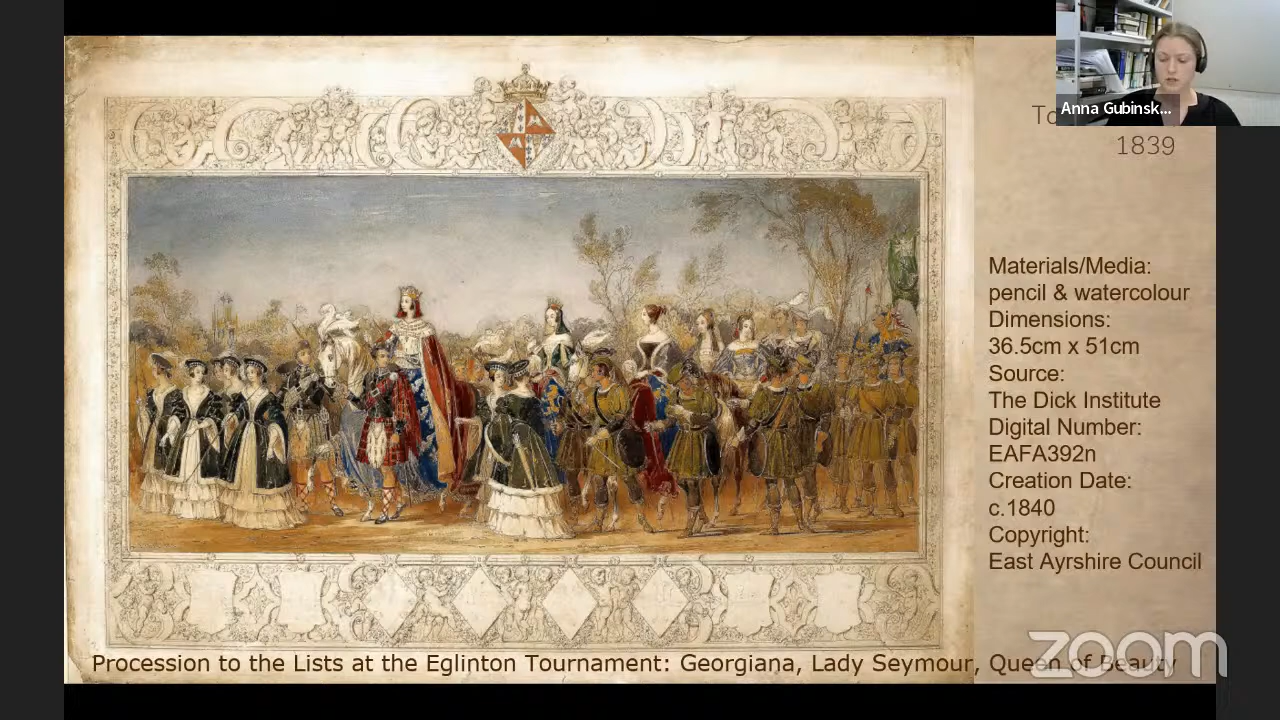 Anna Gubinsk...
1839
Materials/Media:
pencil & watercolour
Dimensions:
36.5cm x 51cm
Source:
The Dick Institute
Digital Number:
EAFA392n
Creation Date:
c.1840
Copyright:
East Ayrshire Council
zoom
Procession to the Lists at the Eglinton Tournament: Georgiana, Lady Seymour, Queen of Beauty